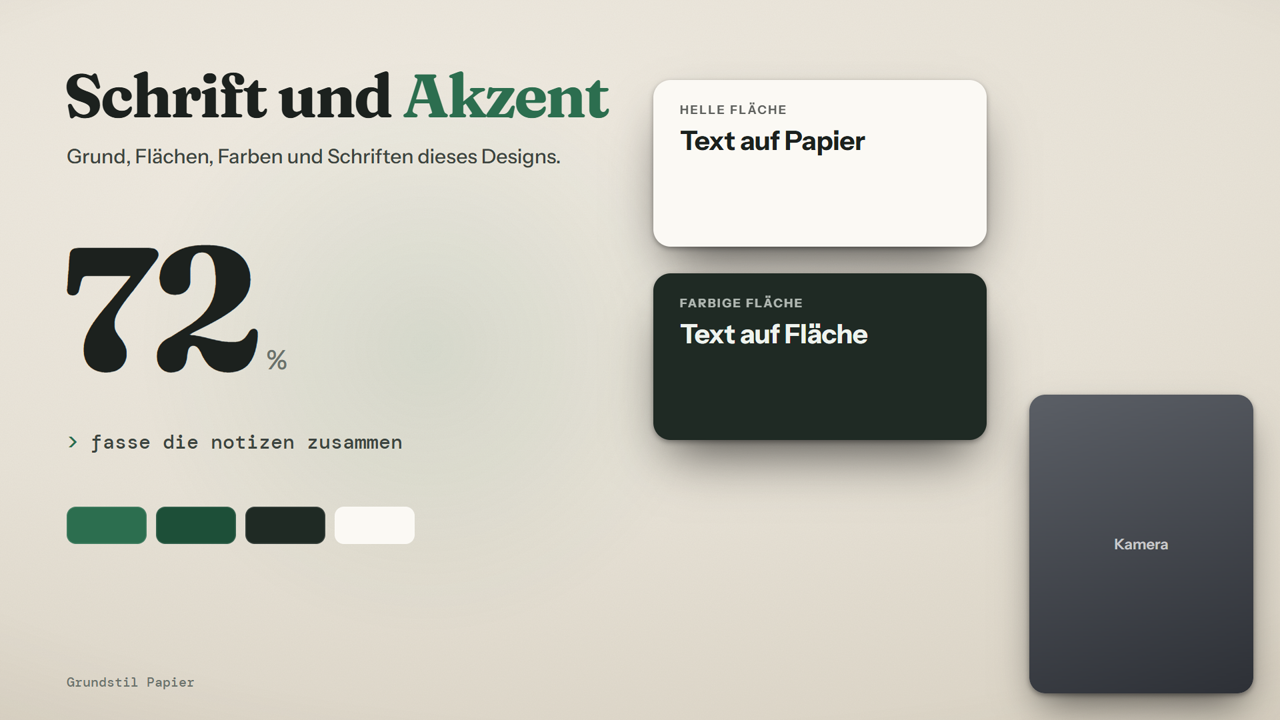 Schrift und Akzent
Grund, Flächen, Farben und Schriften dieses Designs.
72 %
> fasse die notizen zusammen
Grundstil Papier
HELLE FLÄCHE
Text auf Papier
FARBIGE FLÄCHE
Text auf Fläche
Kamera